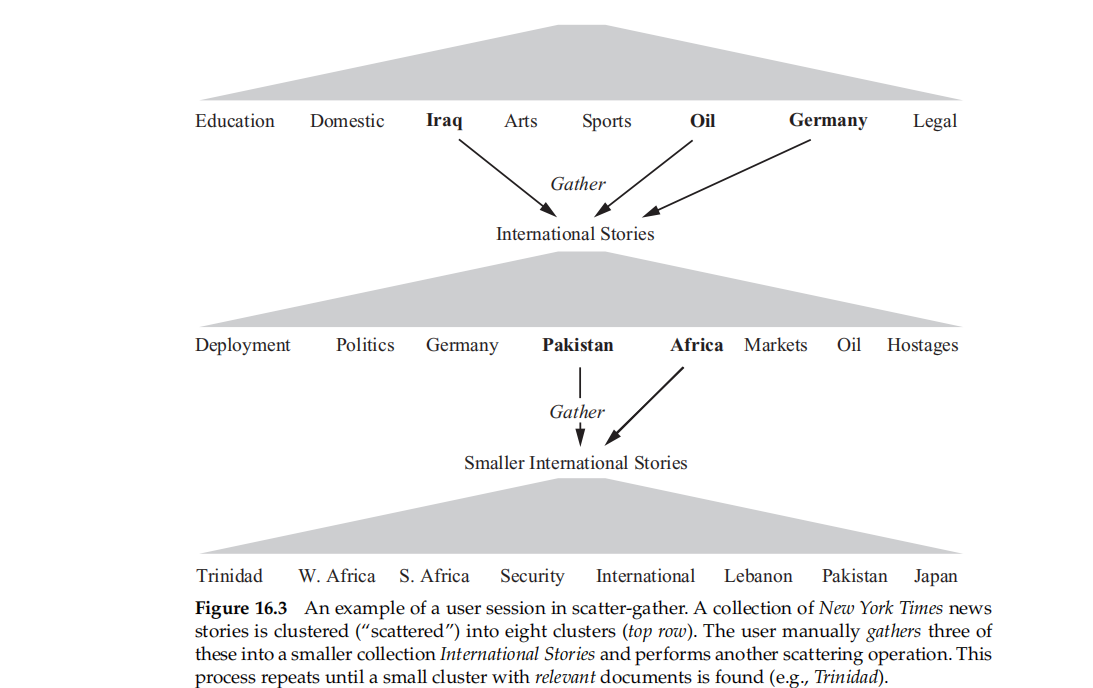 Education Domestic Iraq Arts Sports Oil Germany Legal
Gather
International Stories
Deployment Politics Germany Pakistan Africa Markets Oil Hostages
Gather
Smaller International Stories
Trinidad W. Africa S. Africa Security International Lebanon Pakistan Japan
Figure 16.3 An example of a user session in scatter-gather. A collection of New York Times news
stories is clustered (“scattered”) into eight clusters (top row). The user manually gathers three of
these into a smaller collection International Stories and performs another scattering operation. This
process repeats until a small cluster with relevant documents is found (e.g., Trinidad).